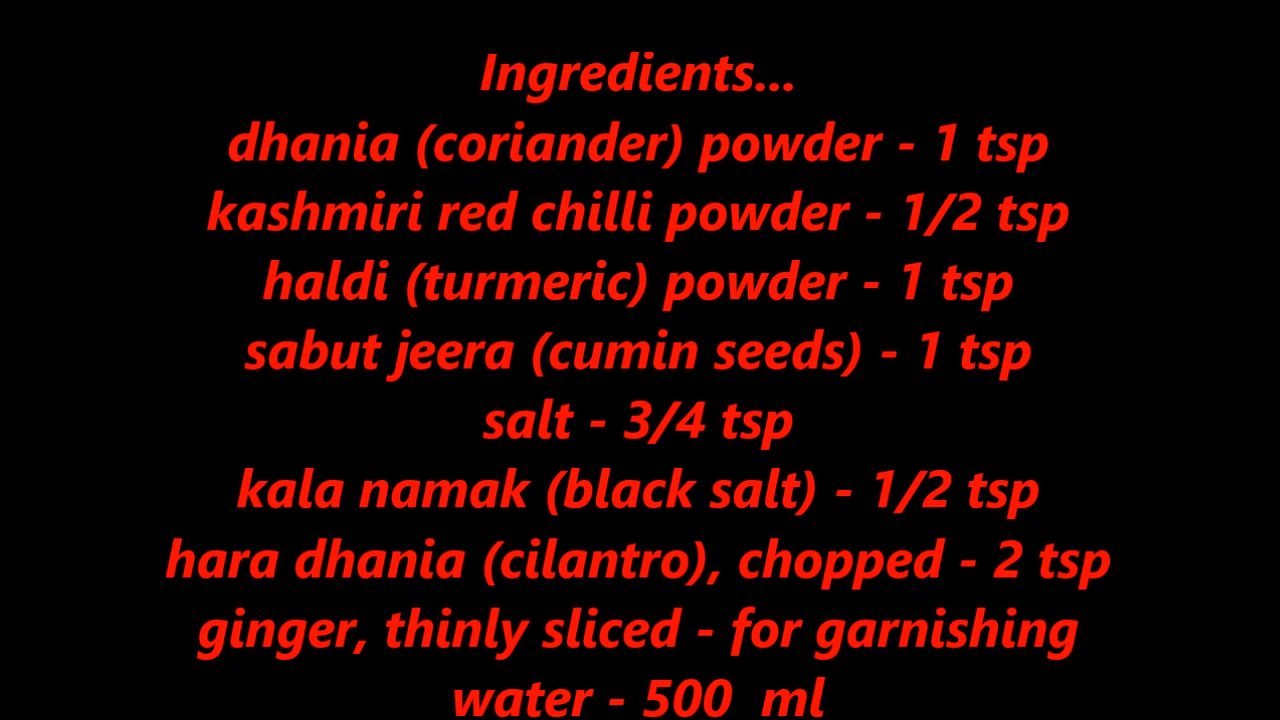 Ingredients...
dhania (coriander) powder - 1 tsp
kashmiri red chilli powder - 1/2 tsp
haldi (turmeric) powder - 1 tsp
sabut jeera (cumin seeds) - 1 tsp
salt - 3/4 tsp
kala namak (black salt) - 1/2 tsp
hara dhania (cilantro), chopped - 2 tsp
ginger, thinly sliced - for garnishing
water - 500  ml